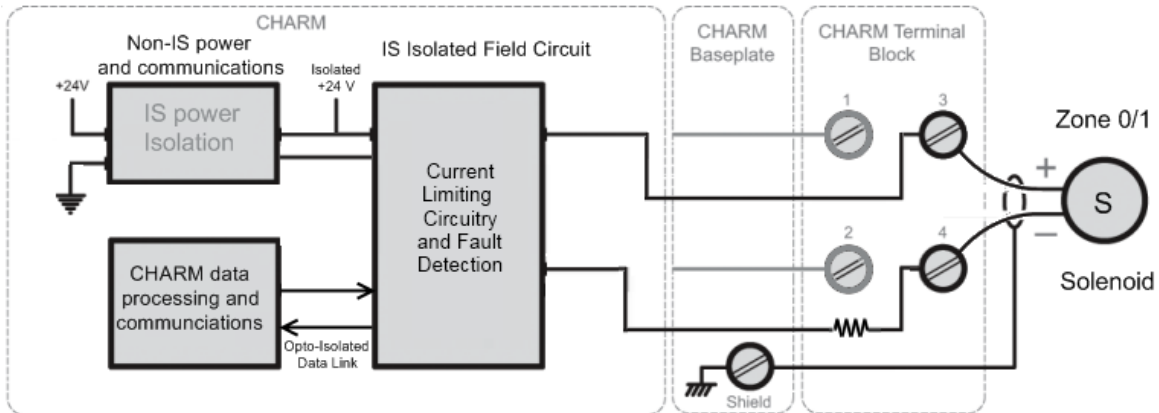 CHARM
Non-IS power
and communications
IS Isolated Field Circuit
CHARM
Baseplate
CHARM Terminal
Block
+24V
Isolated
+24 V
IS power
Isolation
1
3
Zone 0/1
Current
Limiting
Circuitry
and Fault
Detection
+
S
−
2
4
Solenoid
CHARM data
processing and
communciations
Opto-Isolated
Data Link
Shield